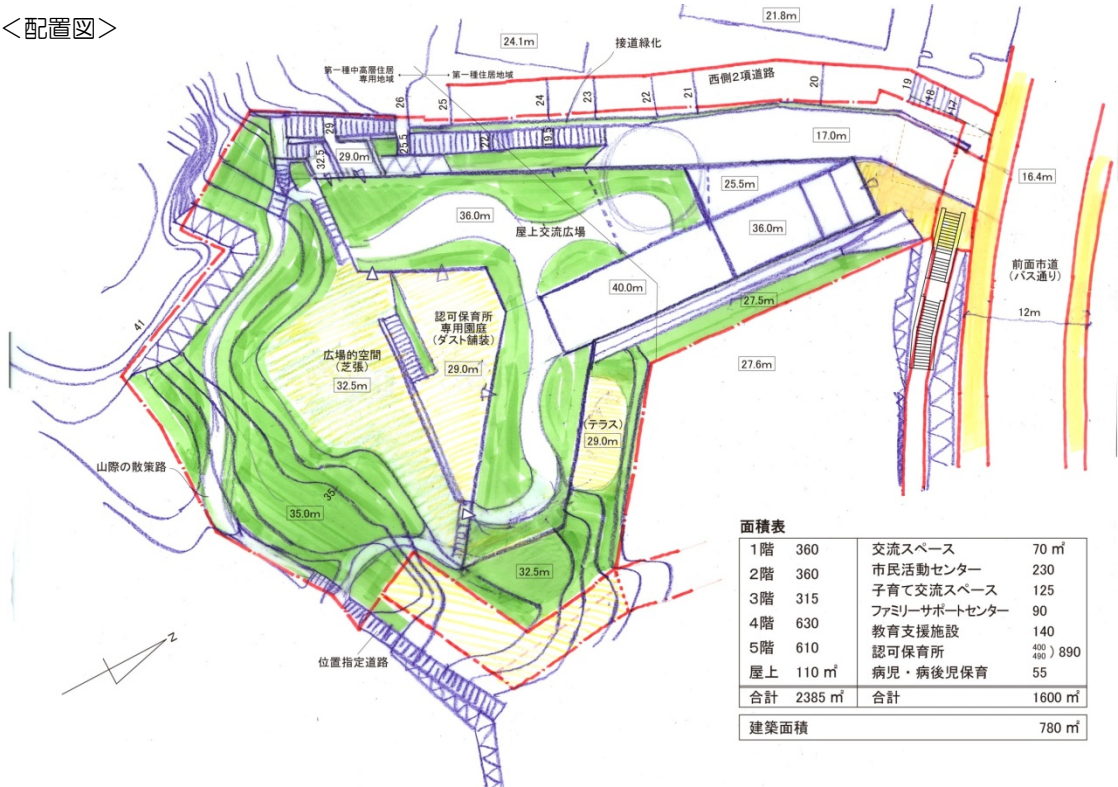 <配置図>
21.8m
24.1m
接道緑化
第一種中高層住居
専用地域
第一種住居地域
西側2項道路
26
25
24
23
22
21
20
19
18
17
29
32.5
29.0m
25.5
22
19.5
17.0m
16.4m
25.5m
36.0m
屋上交流広場
36.0m
40.0m
前面市道
(バス通り)
12m
27.5m
27.6m
41
認可保育所
専用園庭
(ダスト舗装)
29.0m
広場的空間
(芝張)
32.5m
(テラス)
29.0m
山際の散策路
35
35.0m
32.5m
位置指定道路
N
面積表
1階 360 交流スペース 70 ㎡
2階 360 市民活動センター 230
3階 315 子育て交流スペース 125
4階 630 ファミリーサポートセンター 90
5階 610 教育支援施設 140
認可保育所 400 490 ) 890
屋上 110 ㎡ 病児・病後児保育 55
合計 2385 ㎡ 合計 1600 ㎡
建築面積 780 ㎡